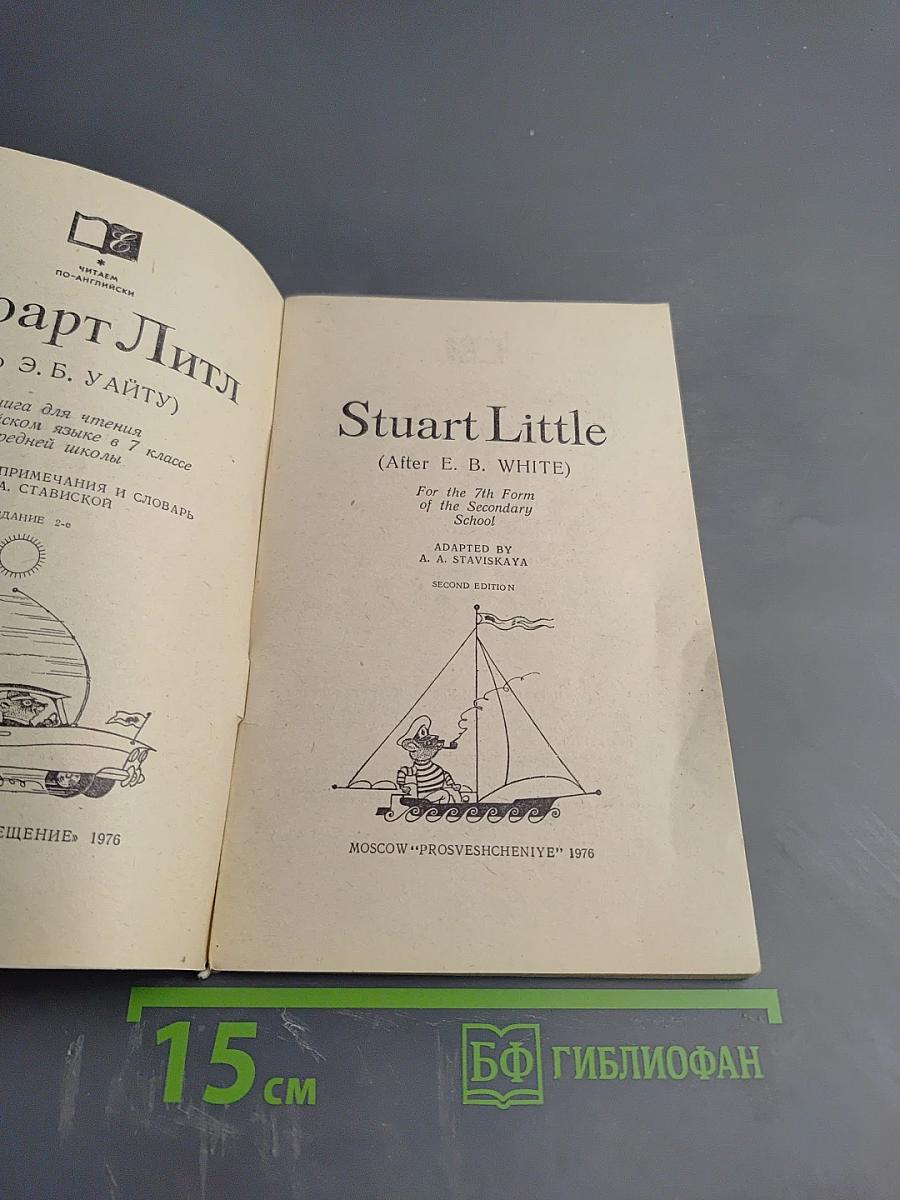 Е
*
ЧИТАЕМ
ПО-АНГЛИЙСКИ
арт Литл
Э. Б. УАЙТУ)
ига для чтения
йском языке в 7 классе
редней школы
ПРИМЕЧАНИЯ И СЛОВАРЬ
А. СТАВИСКОЙ
ДАНИЕ 2-е
ЕЩЕНИЕ» 1976
Stuart Little
(After E. B. WHITE)
For the 7th Form
of the Secondary
School
ADAPTED BY
A. A. STAVISKAYA
SECOND EDITION
MOSCOW “PROSVESHCHENIYE” 1976
15 СМ
БФ ГИБЛИОФАН